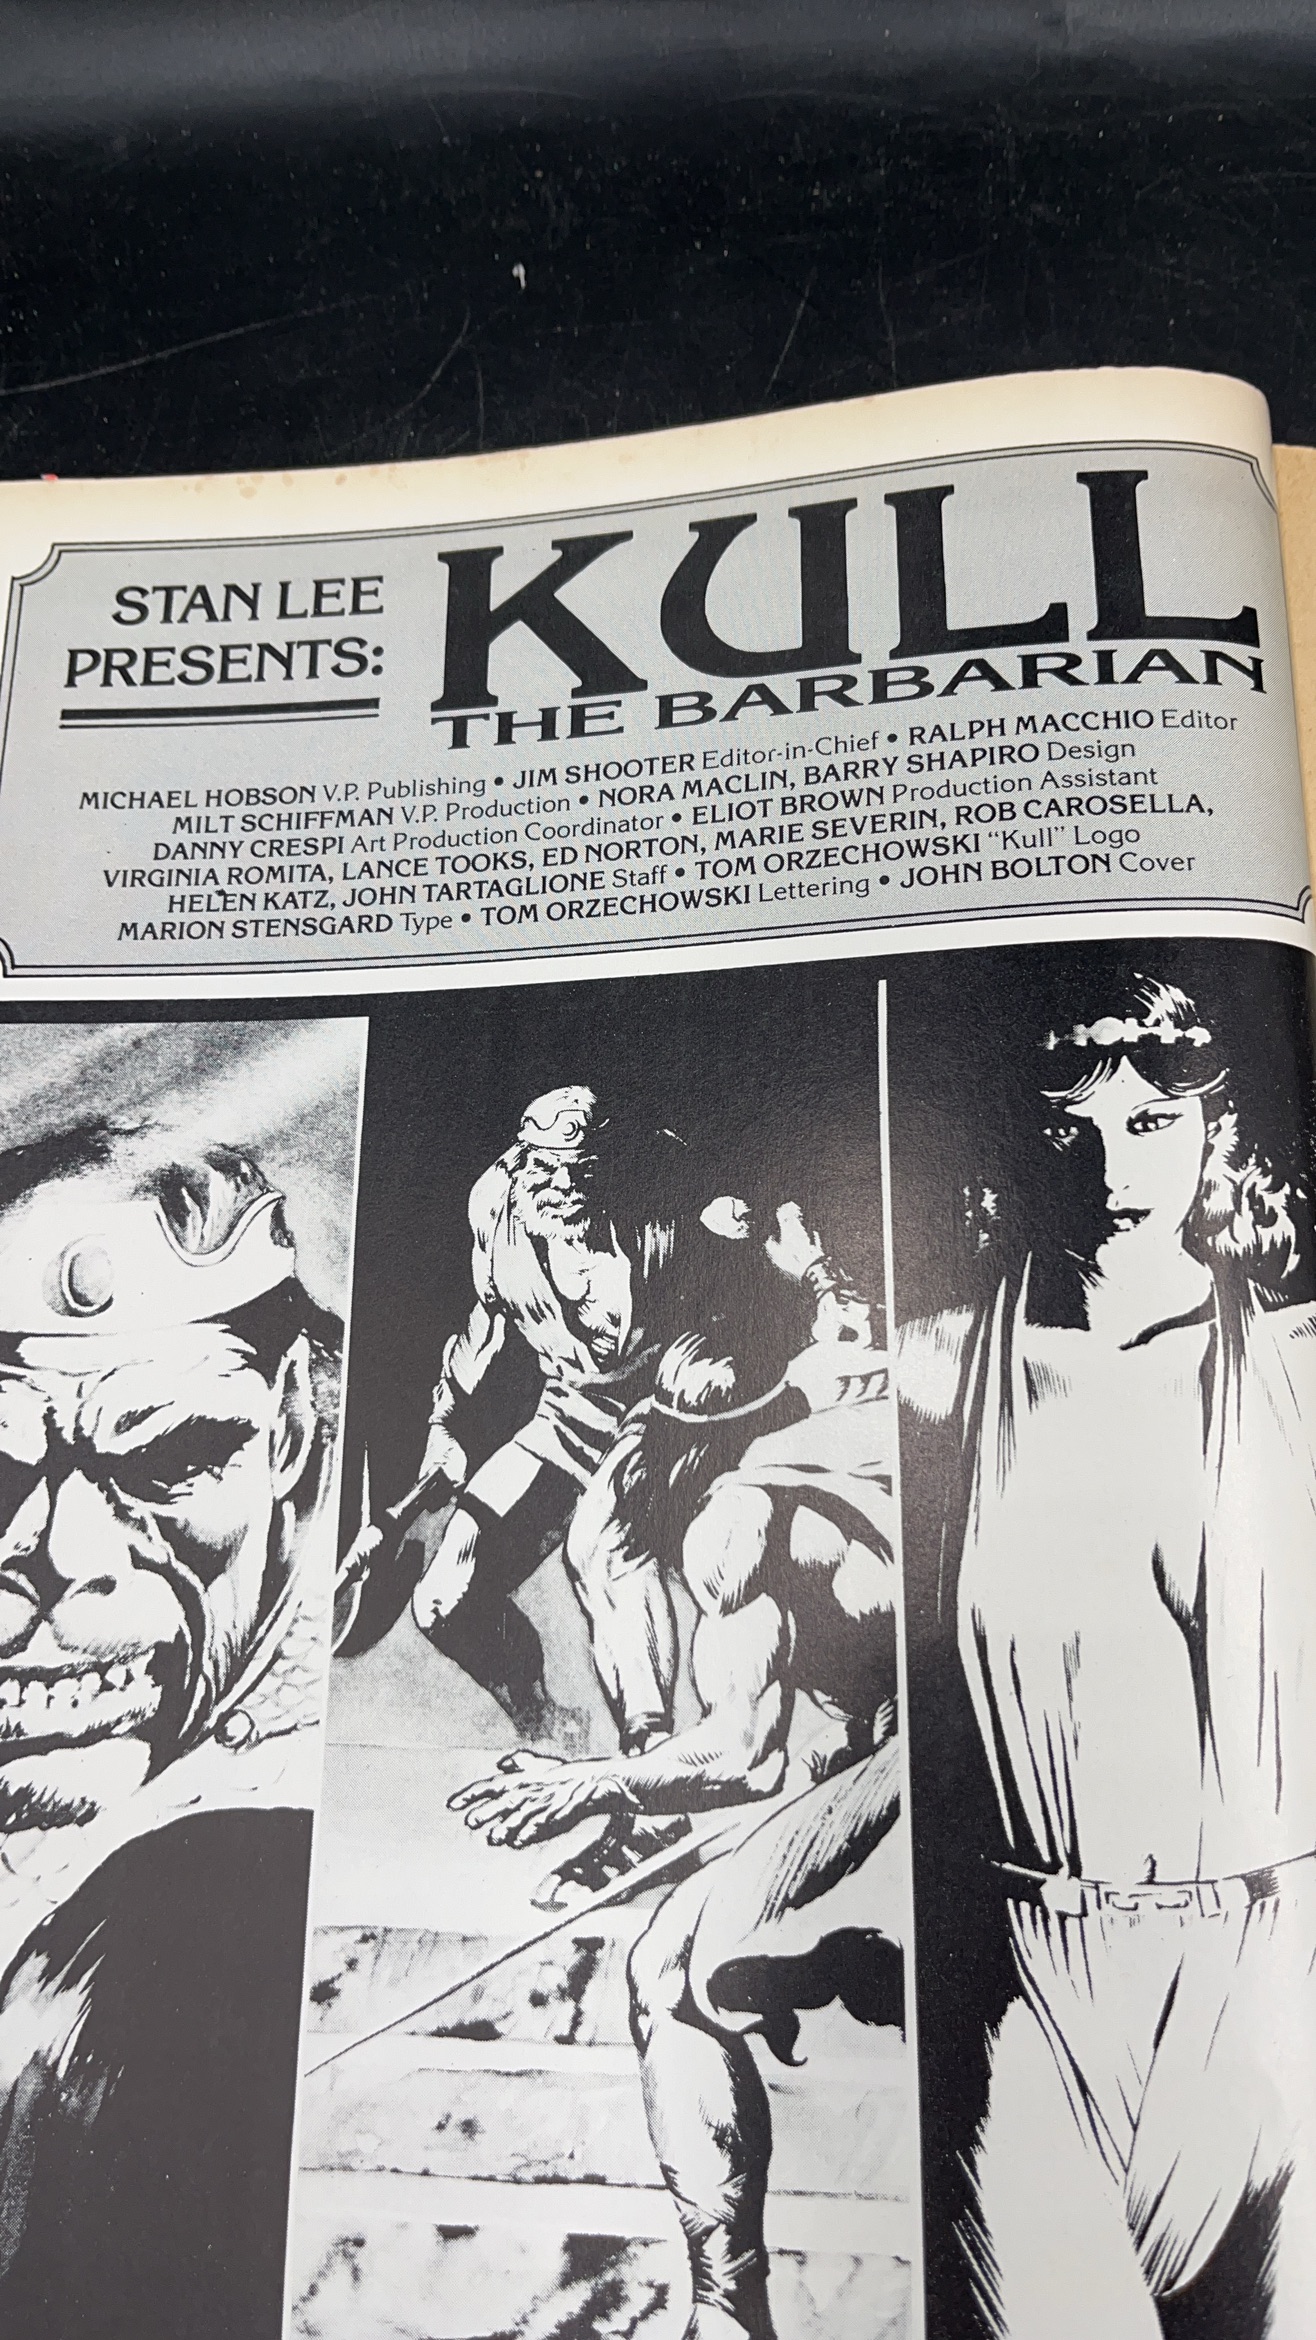 STAN LEE
PRESENTS:
KULL
THE BARBARIAN
MICHAEL HOBSON V.P. Publishing • JIM SHOOTER Editor-in-Chief • RALPH MACCHIO Editor
MILT SCHIFFMAN V.P. Production • NORA MACLIN, BARRY SHAPIRO Design
DANNY CRESPI Art Production Coordinator • ELIOT BROWN Production Assistant
VIRGINIA ROMITA, LANCE TOOKS, ED NORTON, MARIE SEVERIN, ROB CAROSELLA,
HELEN KATZ, JOHN TARTAGLIONE Staff • TOM ORZECHOWSKI “Kull” Logo
MARION STENSGARD Type • TOM ORZECHOWSKI Lettering • JOHN BOLTON Cover